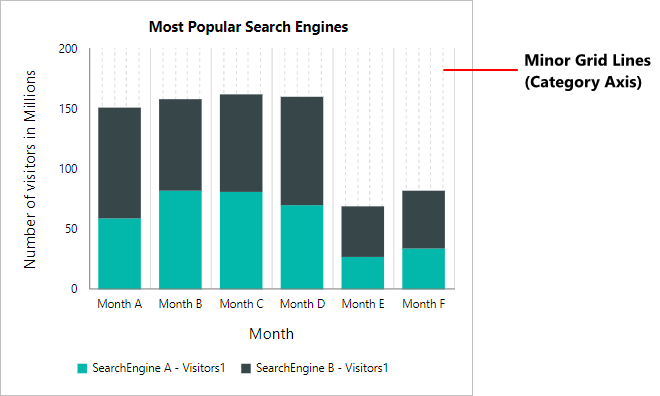 Most Popular Search Engines
Number of visitors in Millions
200
150
100
50
0
Month A Month B Month C Month D Month E Month F
Month
SearchEngine A - Visitors1 SearchEngine B - Visitors1
Minor Grid Lines
(Category Axis)